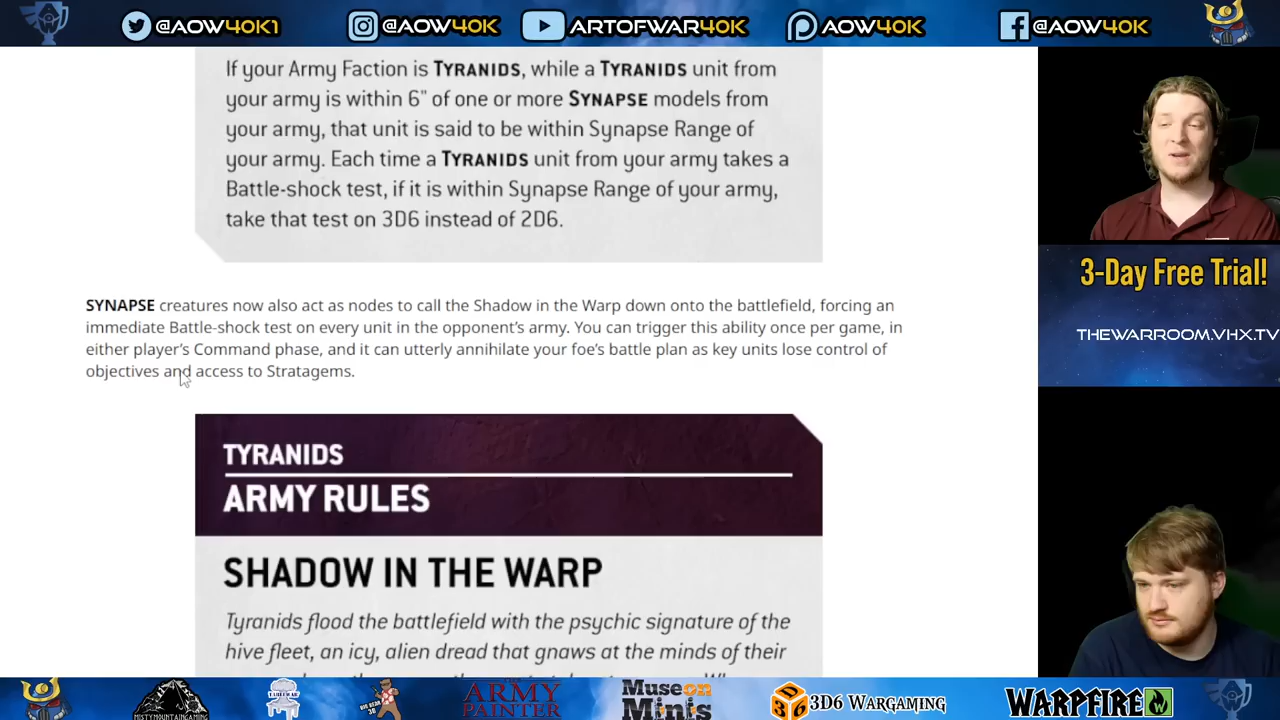 @AOW40K1
@AOW40K
ARTOFWAR40K
AOW40K
@AOW40K
If your Army Faction is TYRANIDS, while a TYRANIDS unit from
your army is within 6" of one or more SYNAPSE models from
your army, that unit is said to be within Synapse Range of
your army. Each time a TYRANIDS unit from your army takes a
Battle-shock test, if it is within Synapse Range of your army,
take that test on 3D6 instead of 2D6.
SYNAPSE creatures now also act as nodes to call the Shadow in the Warp down onto the battlefield, forcing an
immediate Battle-shock test on every unit in the opponent's army. You can trigger this ability once per game, in
either player's Command phase, and it can utterly annihilate your foe's battle plan as key units lose control of
objectives and access to Stratagems.
TYRANIDS
ARMY RULES
SHADOW IN THE WARP
Tyranids flood the battlefield with the psychic signature of the
hive fleet, an icy, alien dread that gnaws at the minds of their
3-Day Free Trial!
THEWARROOM.VHX.TV
MISTYMOUNTAINGAMING
ARMY
PAINTER
Muse on
Minis
3D6 WARGAMING
WARPFIRE